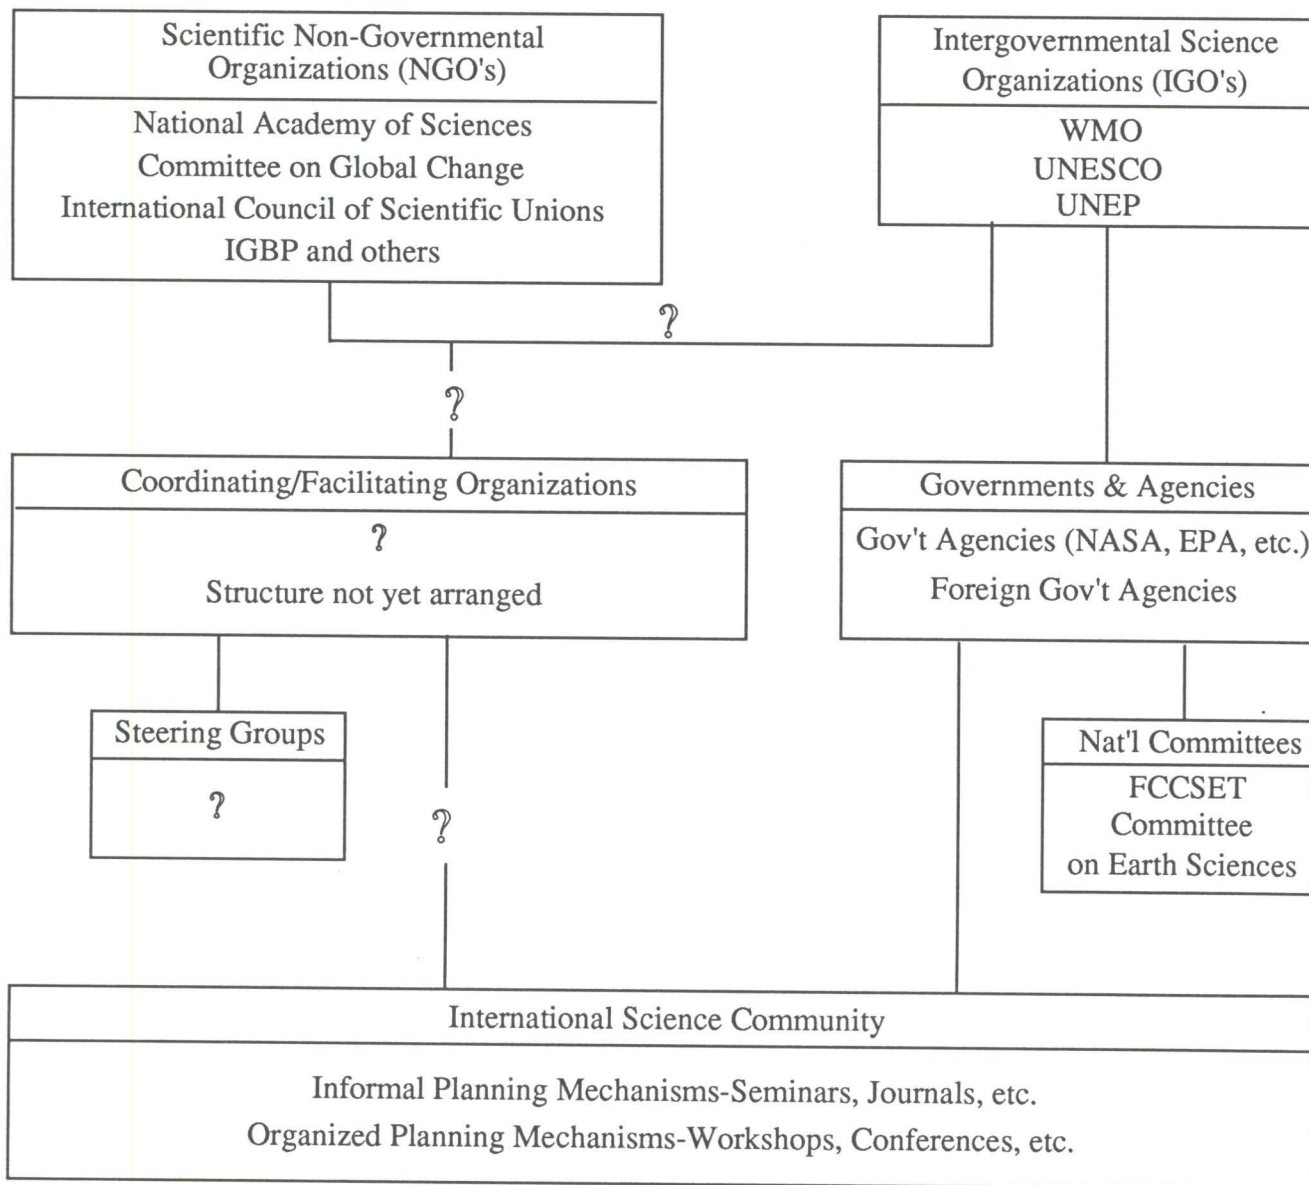 Scientific Non-Governmental
Organizations (NGO's)
National Academy of Sciences
Committee on Global Change
International Council of Scientific Unions
IGBP and others
Intergovernmental Science
Organizations (IGO's)
WMO
UNESCO
UNEP
?
?
Coordinating/Facilitating Organizations
?
Structure not yet arranged
Governments & Agencies
Gov't Agencies (NASA, EPA, etc.)
Foreign Gov't Agencies
Steering Groups
?
?
Nat'l Committees
FCCSET
Committee
on Earth Sciences
International Science Community
Informal Planning Mechanisms-Seminars, Journals, etc.
Organized Planning Mechanisms-Workshops, Conferences, etc.